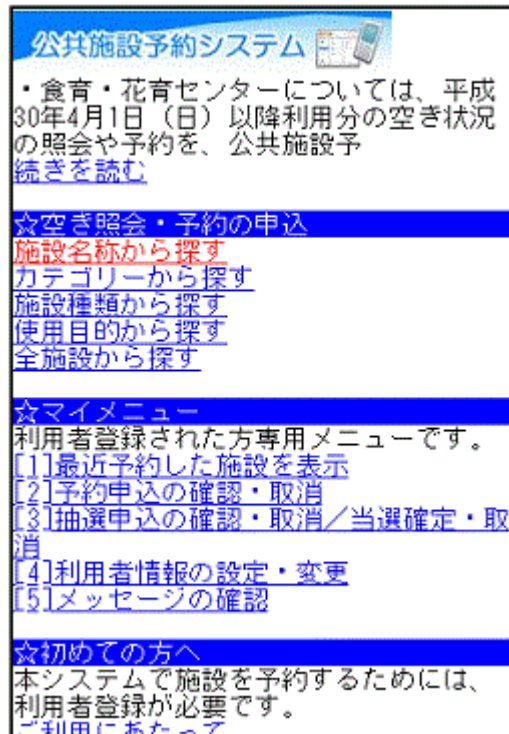 公共施設予約システム
・食育・花育センターについては、平成
30年4月1日（日）以降利用分の空き状況
の照会や予約を、公共施設予
続きを読む
☆空き照会・予約の申込
施設名称から探す
カテゴリーから探す
施設種類から探す
使用目的から探す
全施設から探す
☆マイメニュー
利用者登録された方専用メニューです。
[1]最近予約した施設を表示
[2]予約申込の確認・取消
[3]抽選申込の確認・取消／当選確定・取
消
[4]利用者情報の設定・変更
[5]メッセージの確認
☆初めての方へ
本システムで施設を予約するためには、
利用者登録が必要です。
ご利用にあたって